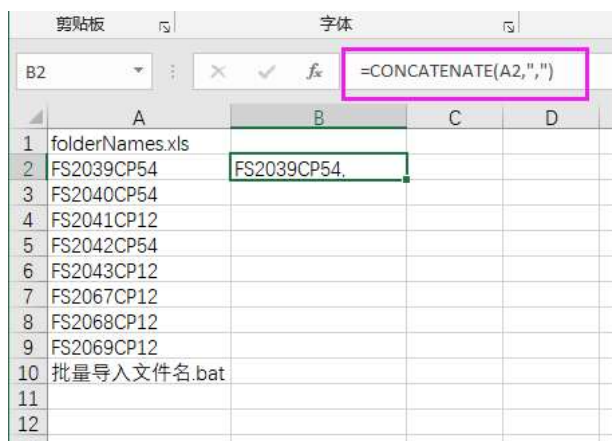 剪贴板 字体
B2 fx =CONCATENATE(A2,",")
A B C D
1 folderNames.xls
2 FS2039CP54 FS2039CP54,
3 FS2040CP54
4 FS2041CP12
5 FS2042CP54
6 FS2043CP12
7 FS2067CP12
8 FS2068CP12
9 FS2069CP12
10 批量导入文件名.bat
11
12